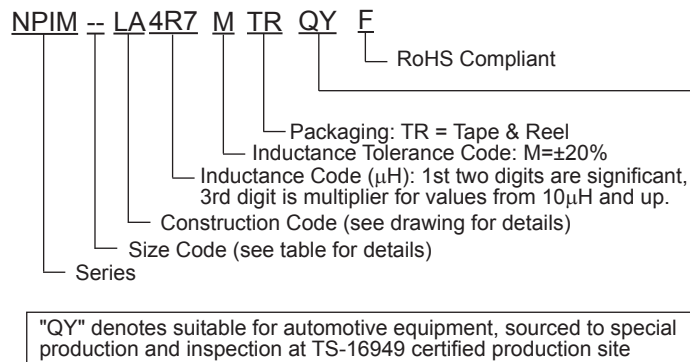 NPIM -- LA 4R7 M TR QY F
RoHS Compliant
Packaging: TR = Tape & Reel
Inductance Tolerance Code: M=±20%
Inductance Code (μH): 1st two digits are significant,
3rd digit is multiplier for values from 10μH and up.
Construction Code (see drawing for details)
Size Code (see table for details)
Series
"QY" denotes suitable for automotive equipment, sourced to special
production and inspection at TS-16949 certified production site